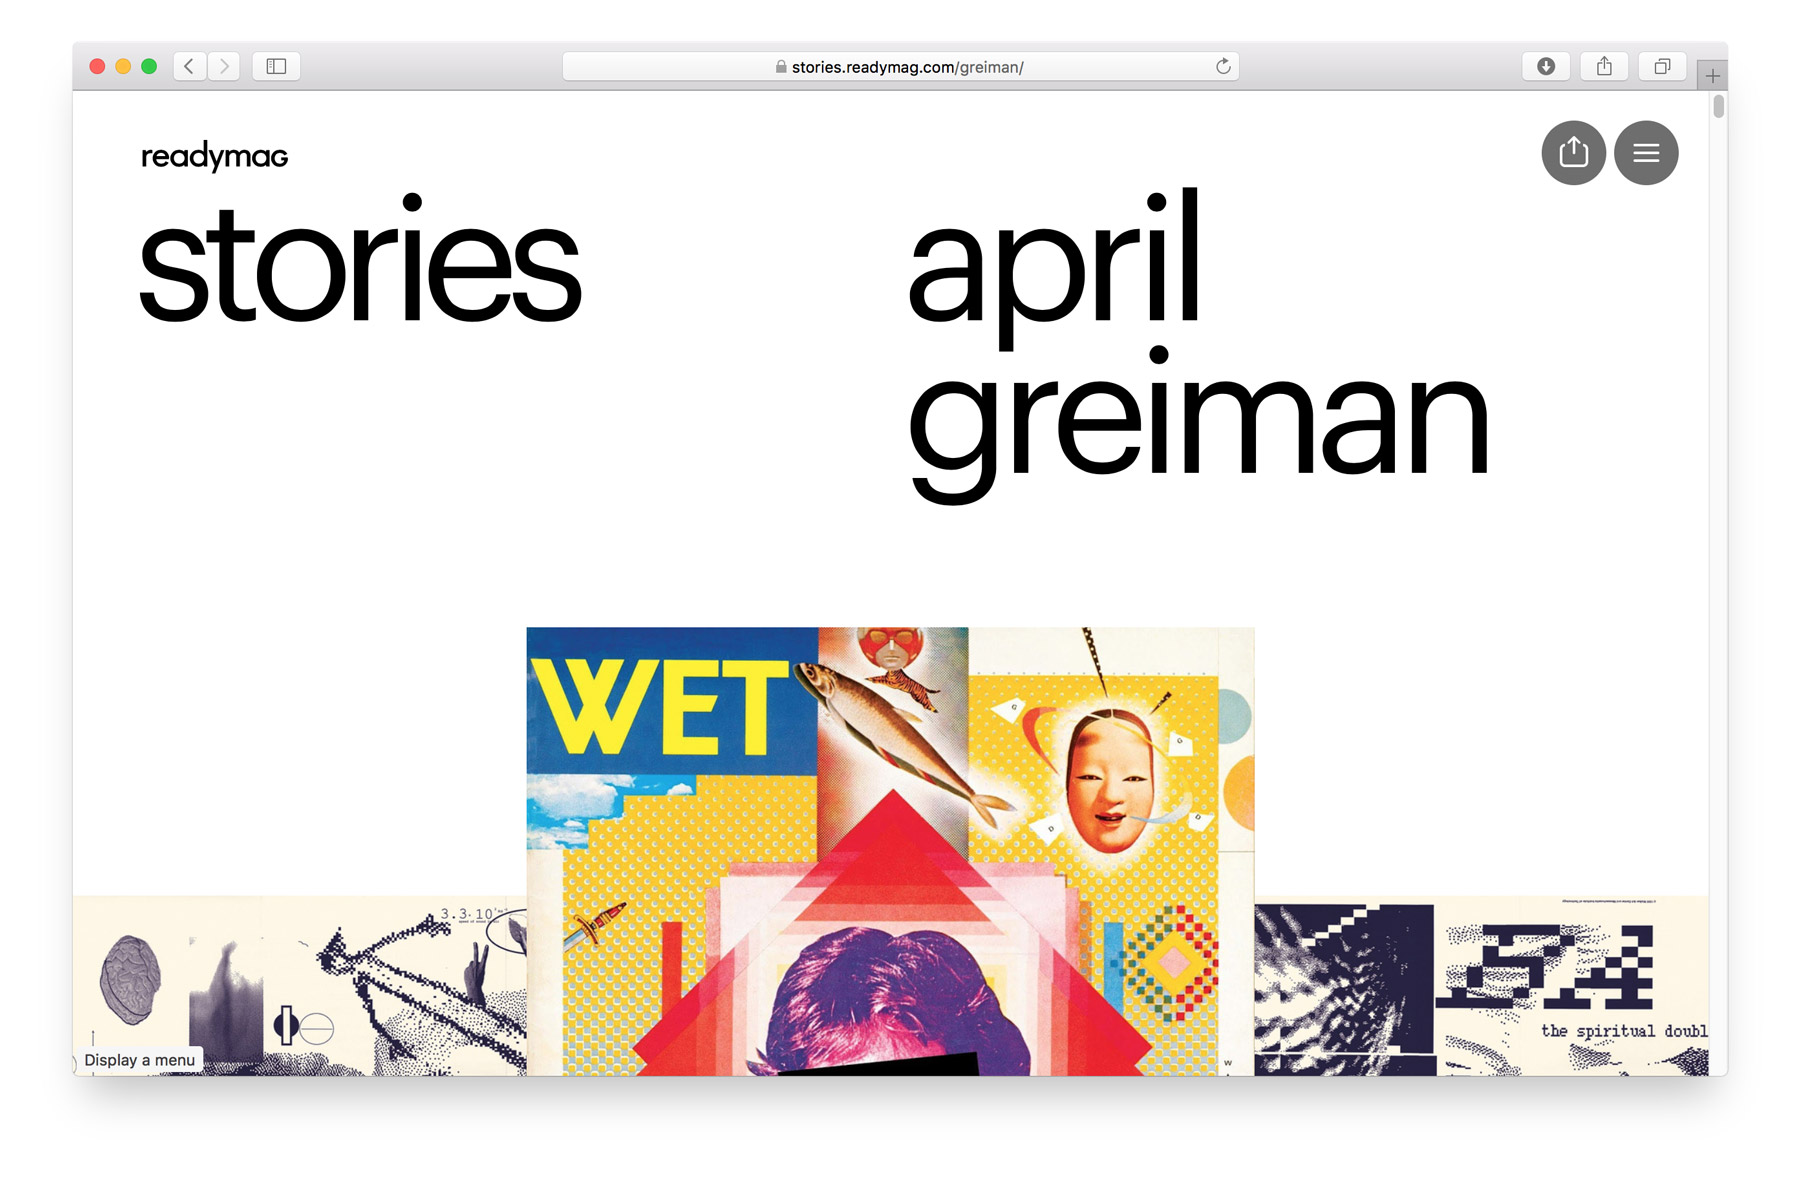 stories.readymag.com/greiman/
readymag
stories
april
greiman
WET
G
G
D
D
3.3.10
the spiritual doubl
W
Display a menu